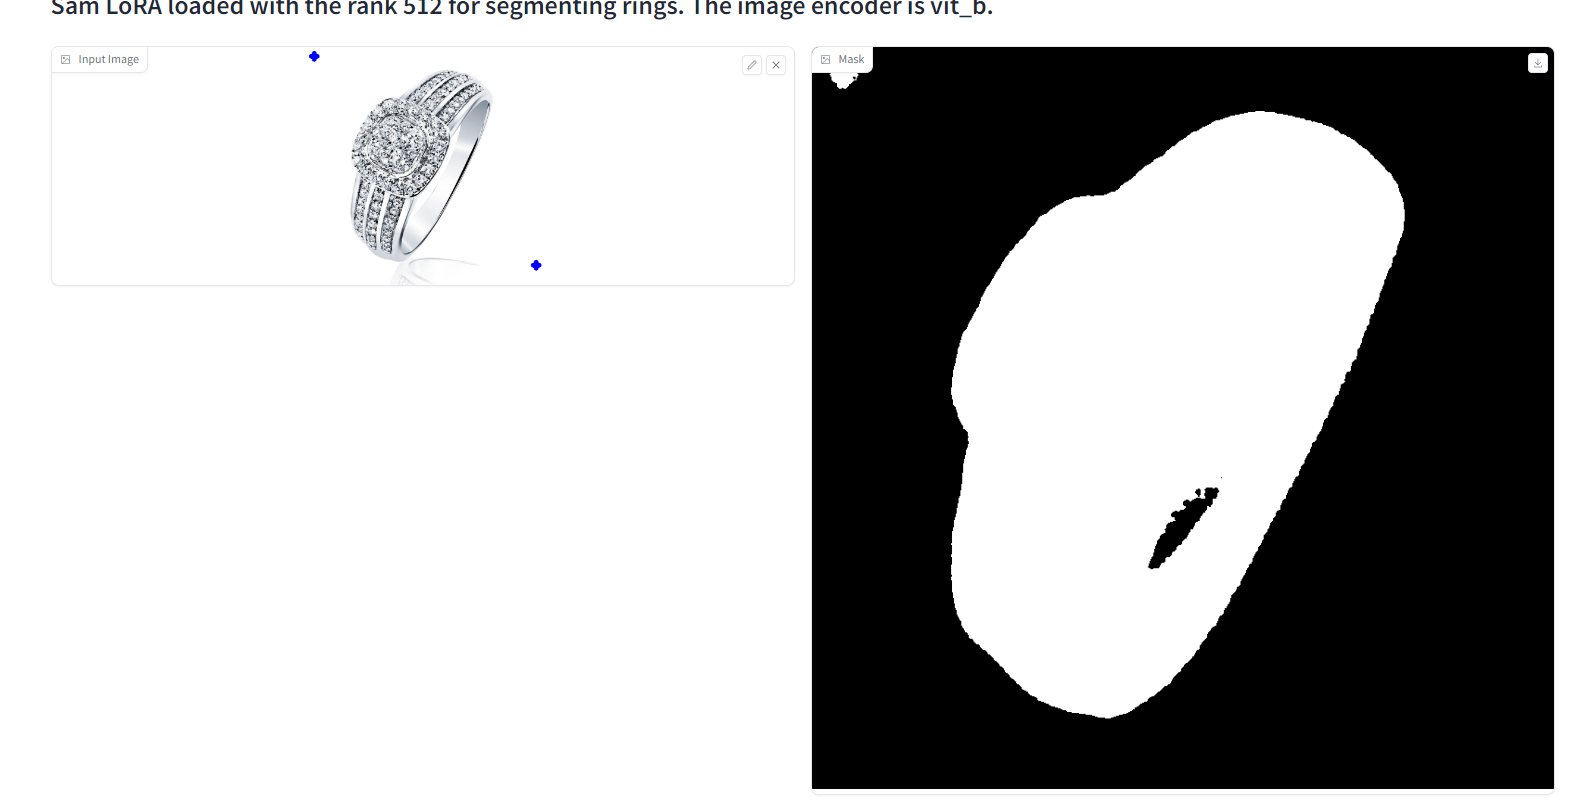 Sam LoRA loaded with the rank 512 for segmenting rings. The image encoder is vit_b.
Input Image
Mask